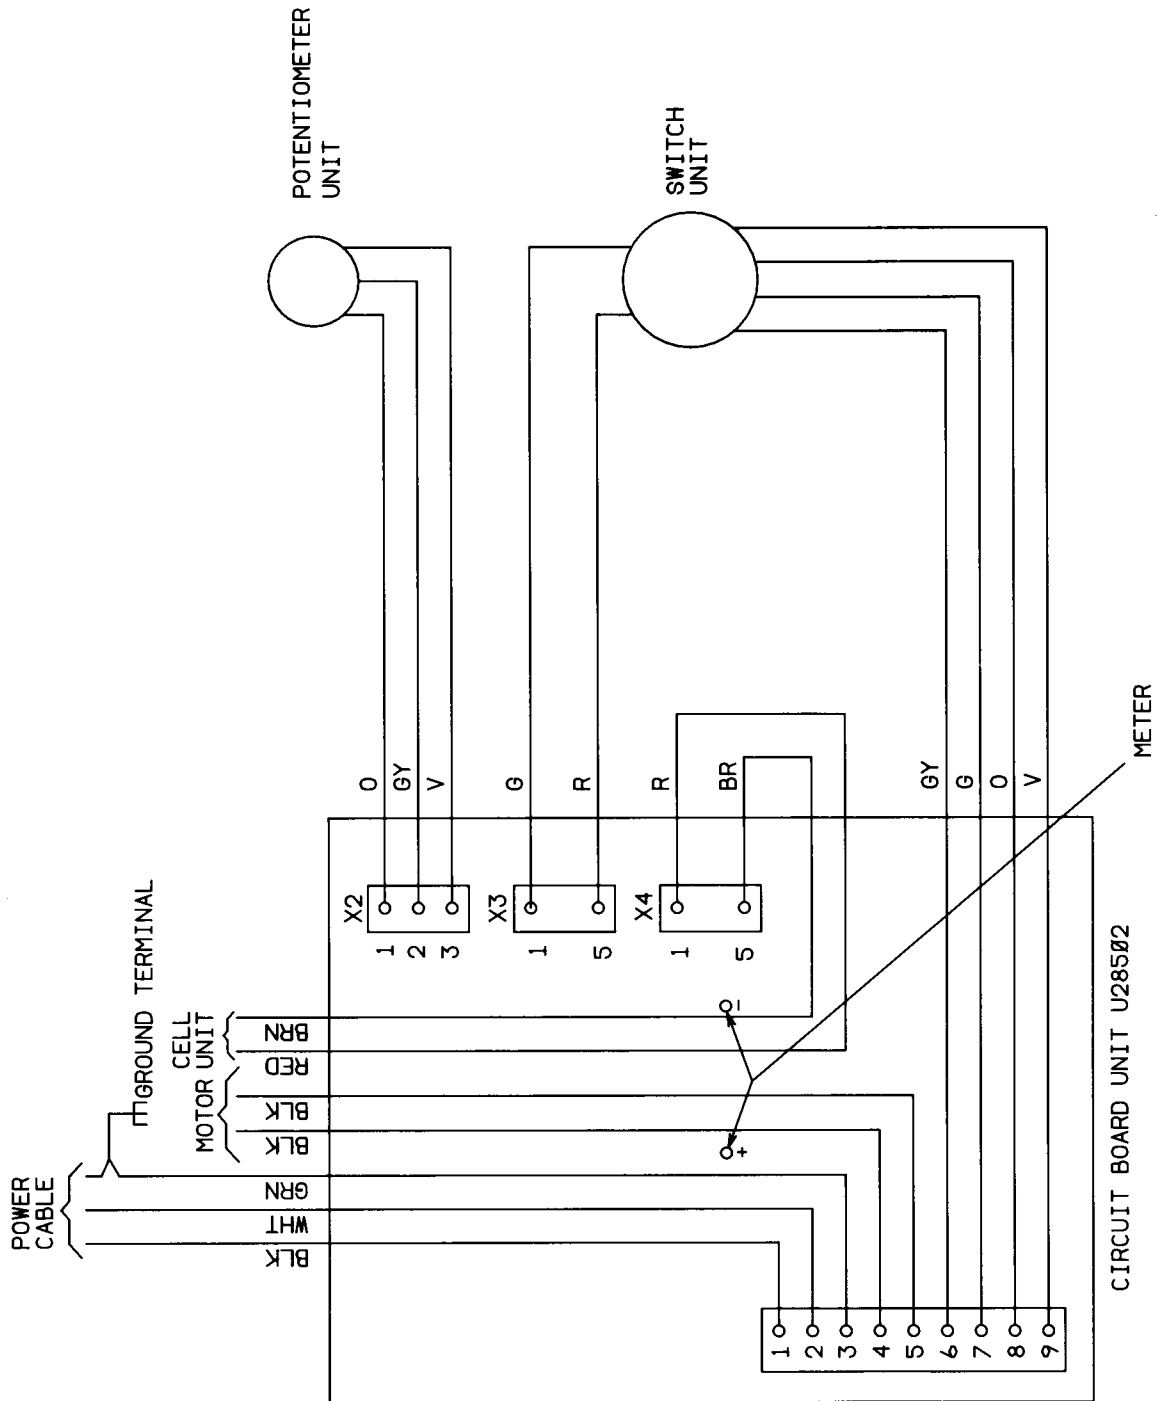 POWER
CABLE
GROUND TERMINAL
CELL
UNIT
MOTOR
BLK
WHT
GRN
BLK
BLK
RED
BRN
POTENTIOMETER
UNIT
SWITCH
UNIT
METER
CIRCUIT BOARD UNIT U28502
X2
1
2
3
O
GY
V
X3
1
5
G
R
X4
1
5
R
BR
GY
G
O
V
+
-
1
2
3
4
5
6
7
8
9